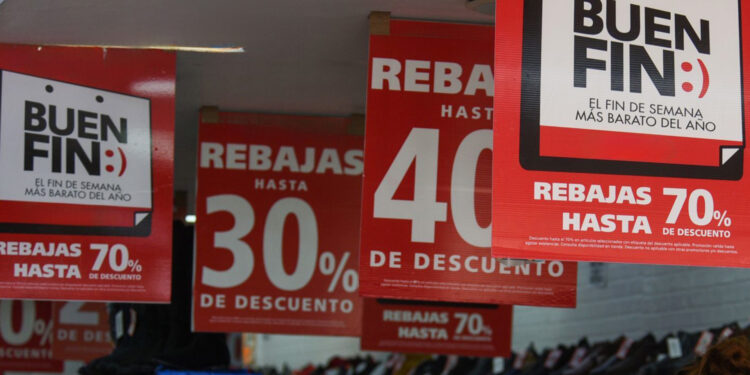 BUEN
FIN:)
EL FIN DE SEMANA
MÁS BARATO DEL AÑO
REBAJAS 70%
HASTA DE DESCUENTO
REBAJAS
HASTA
30%
DE DESCUENTO
REBAJAS
HASTA
40
DE DESCUENTO
REBAJAS 70%
HASTA DE DESCUENTO
BUEN
FIN:)
EL FIN DE SEMANA
MÁS BARATO DEL AÑO
REBAJAS 70%
HASTA DE DESCUENTO